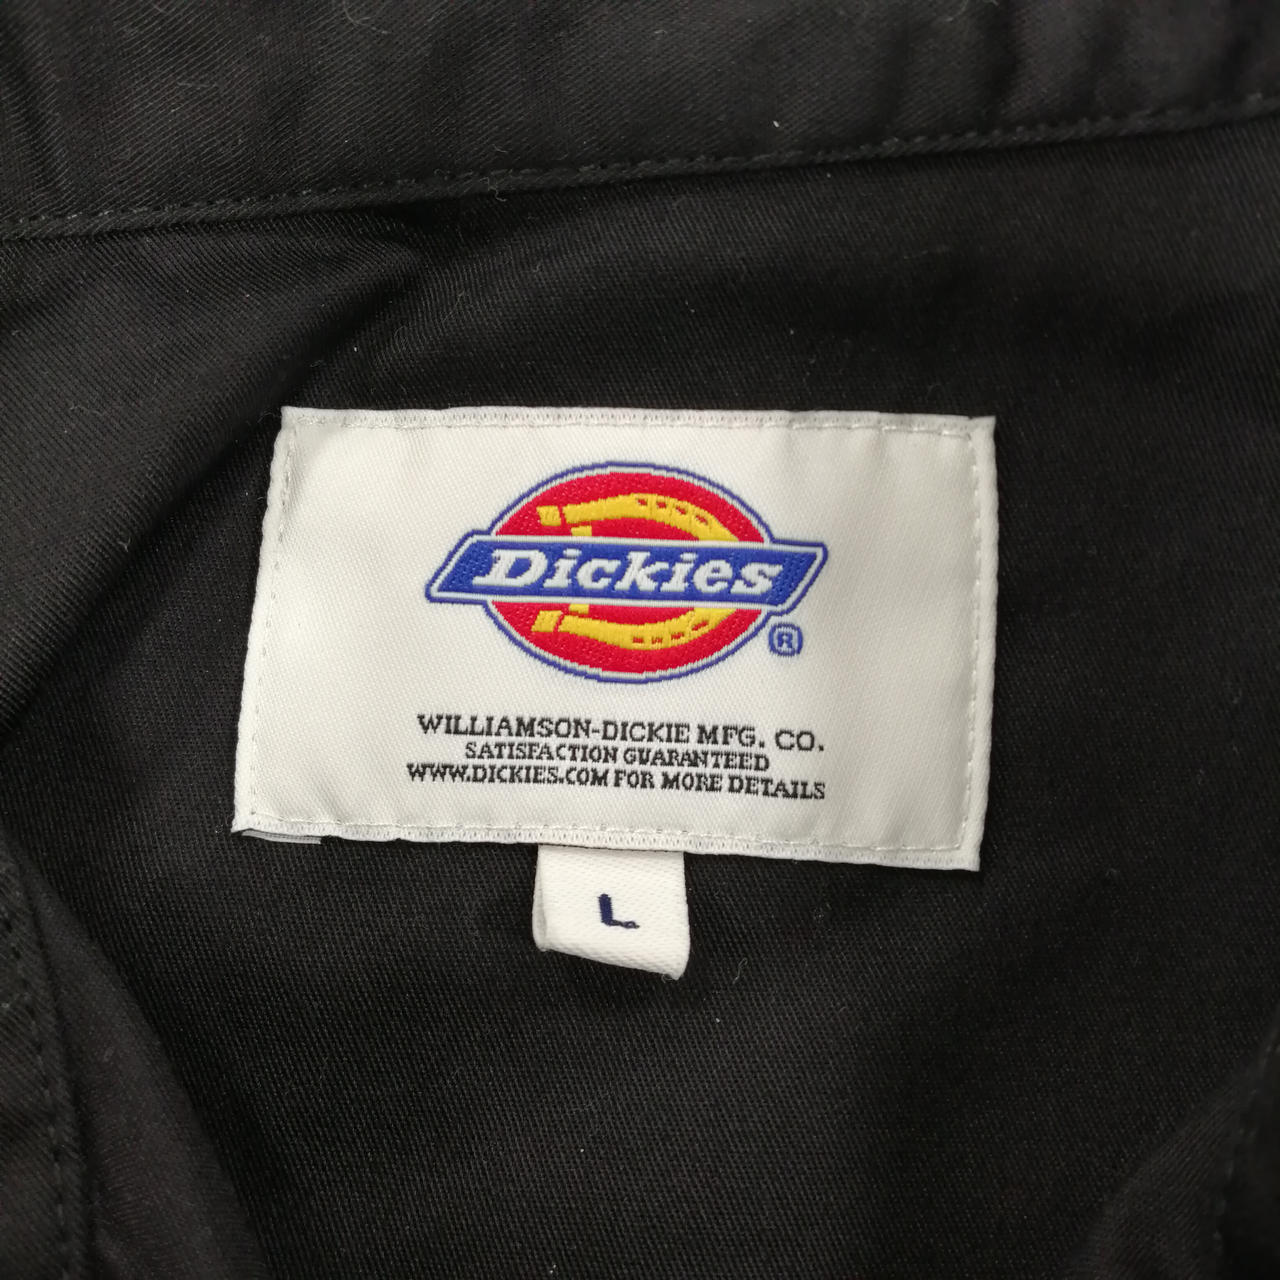 Dickies
®
WILLIAMSON-DICKIE MFG. CO.
SATISFACTION GUARANTEED
WWW.DICKIES.COM FOR MORE DETAILS
L